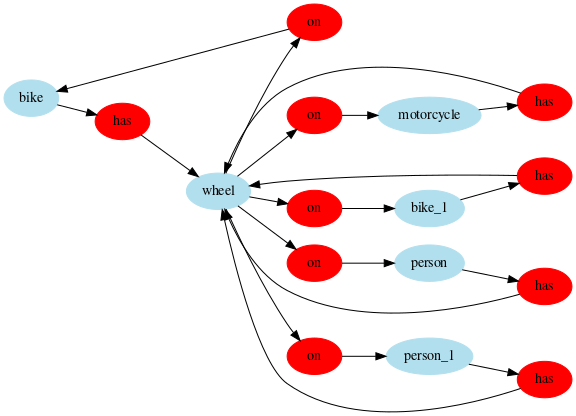 on
bike
has
on
motorcycle
has
wheel
on
bike_1
has
on
person
has
on
person_1
has